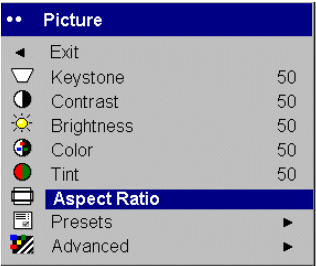 Picture
Exit
Keystone 50
Contrast 50
Brightness 50
Color 50
Tint 50
Aspect Ratio
Presets
Advanced